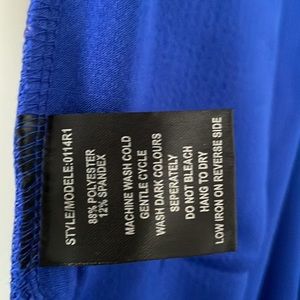 STYLE/MODELE:0114R1
88% POLYESTER
12% SPANDEX
MACHINE WASH COLD
GENTLE CYCLE
WASH DARK COLOURS
SEPERATELY
DO NOT BLEACH
HANG TO DRY
LOW IRON ON REVERSE SIDE